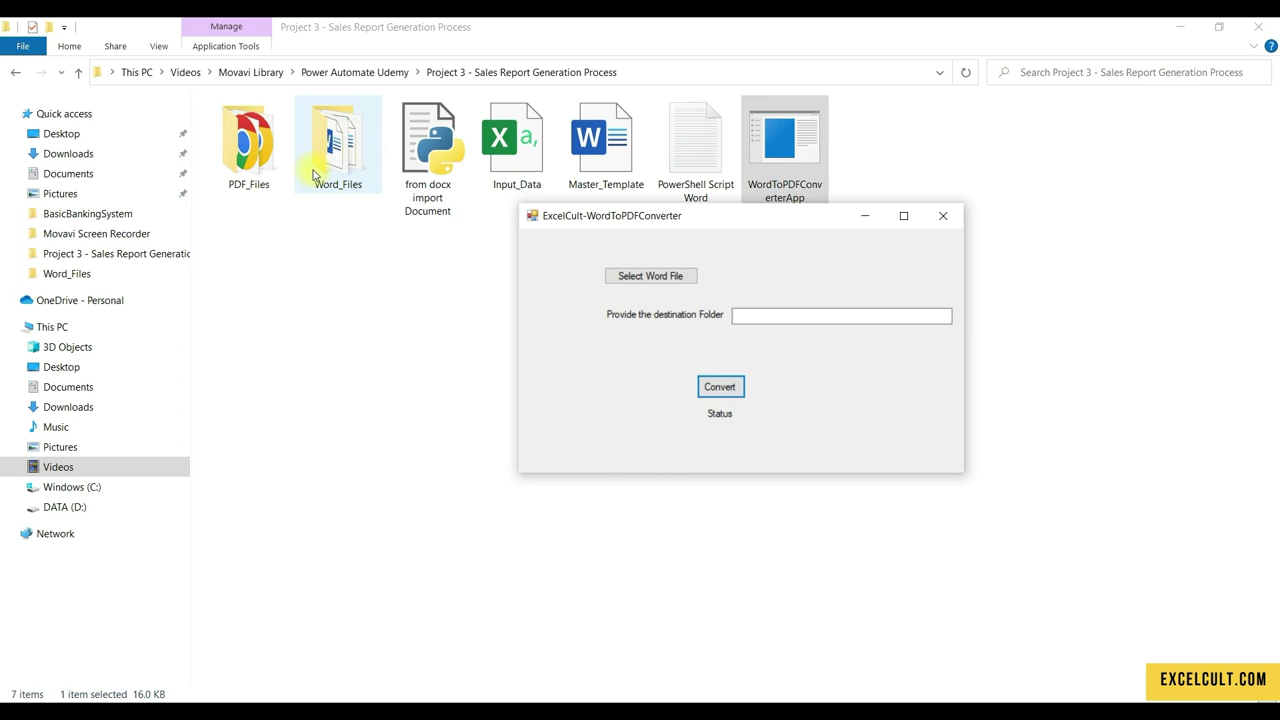 Manage
Project 3 - Sales Report Generation Process
File
Home
Share
View
Application Tools
This PC
Videos
Movavi Library
Power Automate Udemy
Project 3 - Sales Report Generation Process
Search Project 3 - Sales Report Generation Process
Quick access
Desktop
Downloads
Documents
Pictures
BasicBankingSystem
Movavi Screen Recorder
Project 3 - Sales Report Generatic
Word_Files
OneDrive - Personal
This PC
3D Objects
Desktop
Documents
Downloads
Music
Pictures
Videos
Windows (C:)
DATA (D:)
Network
PDF_Files
Word_Files
from docx
import
Document
Input_Data
Master_Template
PowerShell Script
Word
WordToPDFConv
erterApp
ExcelCult-WordToPDFConverter
Select Word File
Provide the destination Folder
Convert
Status
7 items
1 item selected 16.0 KB
EXCELCULT.COM